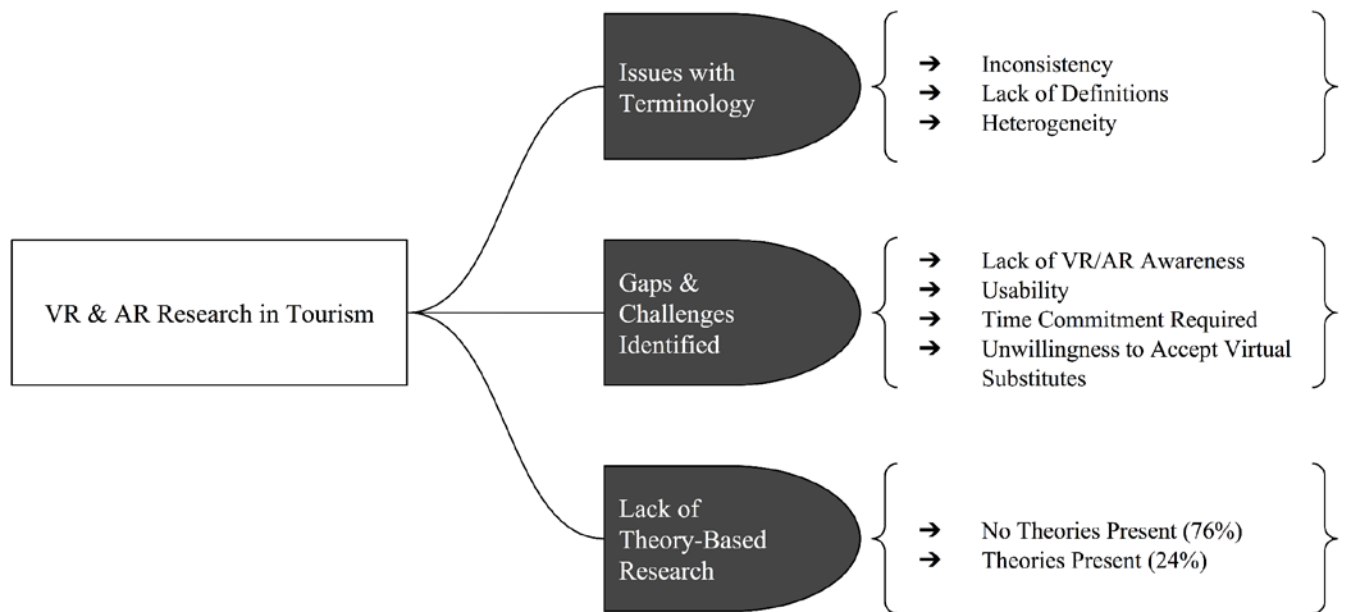 VR & AR Research in Tourism
Issues with
Terminology
➔ Inconsistency
➔ Lack of Definitions
➔ Heterogeneity
Gaps &
Challenges
Identified
➔ Lack of VR/AR Awareness
➔ Usability
➔ Time Commitment Required
➔ Unwillingness to Accept Virtual
Substitutes
Lack of
Theory-Based
Research
➔ No Theories Present (76%)
➔ Theories Present (24%)